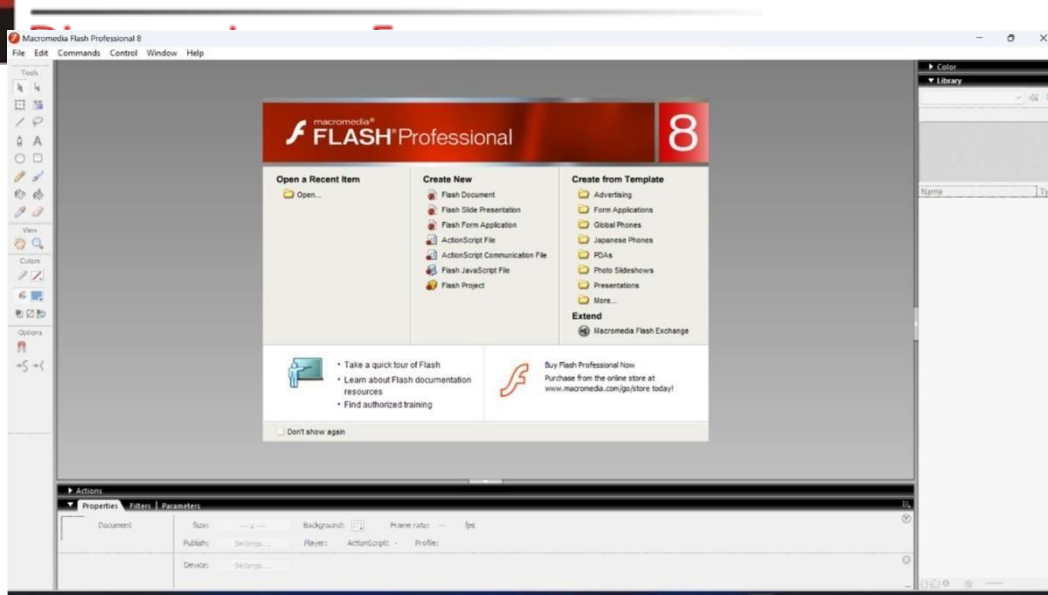 Macromedia Flash Professional 8
File Edit Commands Control Window Help
Tools
View
Colors
Options
macromedia®
FLASH® Professional 8
Open a Recent Item
Open...
Create New
Flash Document
Flash Slide Presentation
Flash Form Application
ActionScript File
ActionScript Communication File
Flash JavaScript File
Flash Project
Create from Template
Advertising
Form Applications
Global Phones
Japanese Phones
PDAs
Photo Slideshows
Presentations
More...
Extend
Macromedia Flash Exchange
• Take a quick tour of Flash
• Learn about Flash documentation
resources
• Find authorized training
Buy Flash Professional Now
Purchase from the online store at
www.macromedia.com/go/store today!
Don't show again
Color
Library
Name
Actions
Properties Filters Parameters
Document Size: Background: Frame rate: --- fps
Publish: Settings... Player: ActionScript: - Profile:
Device: Settings...